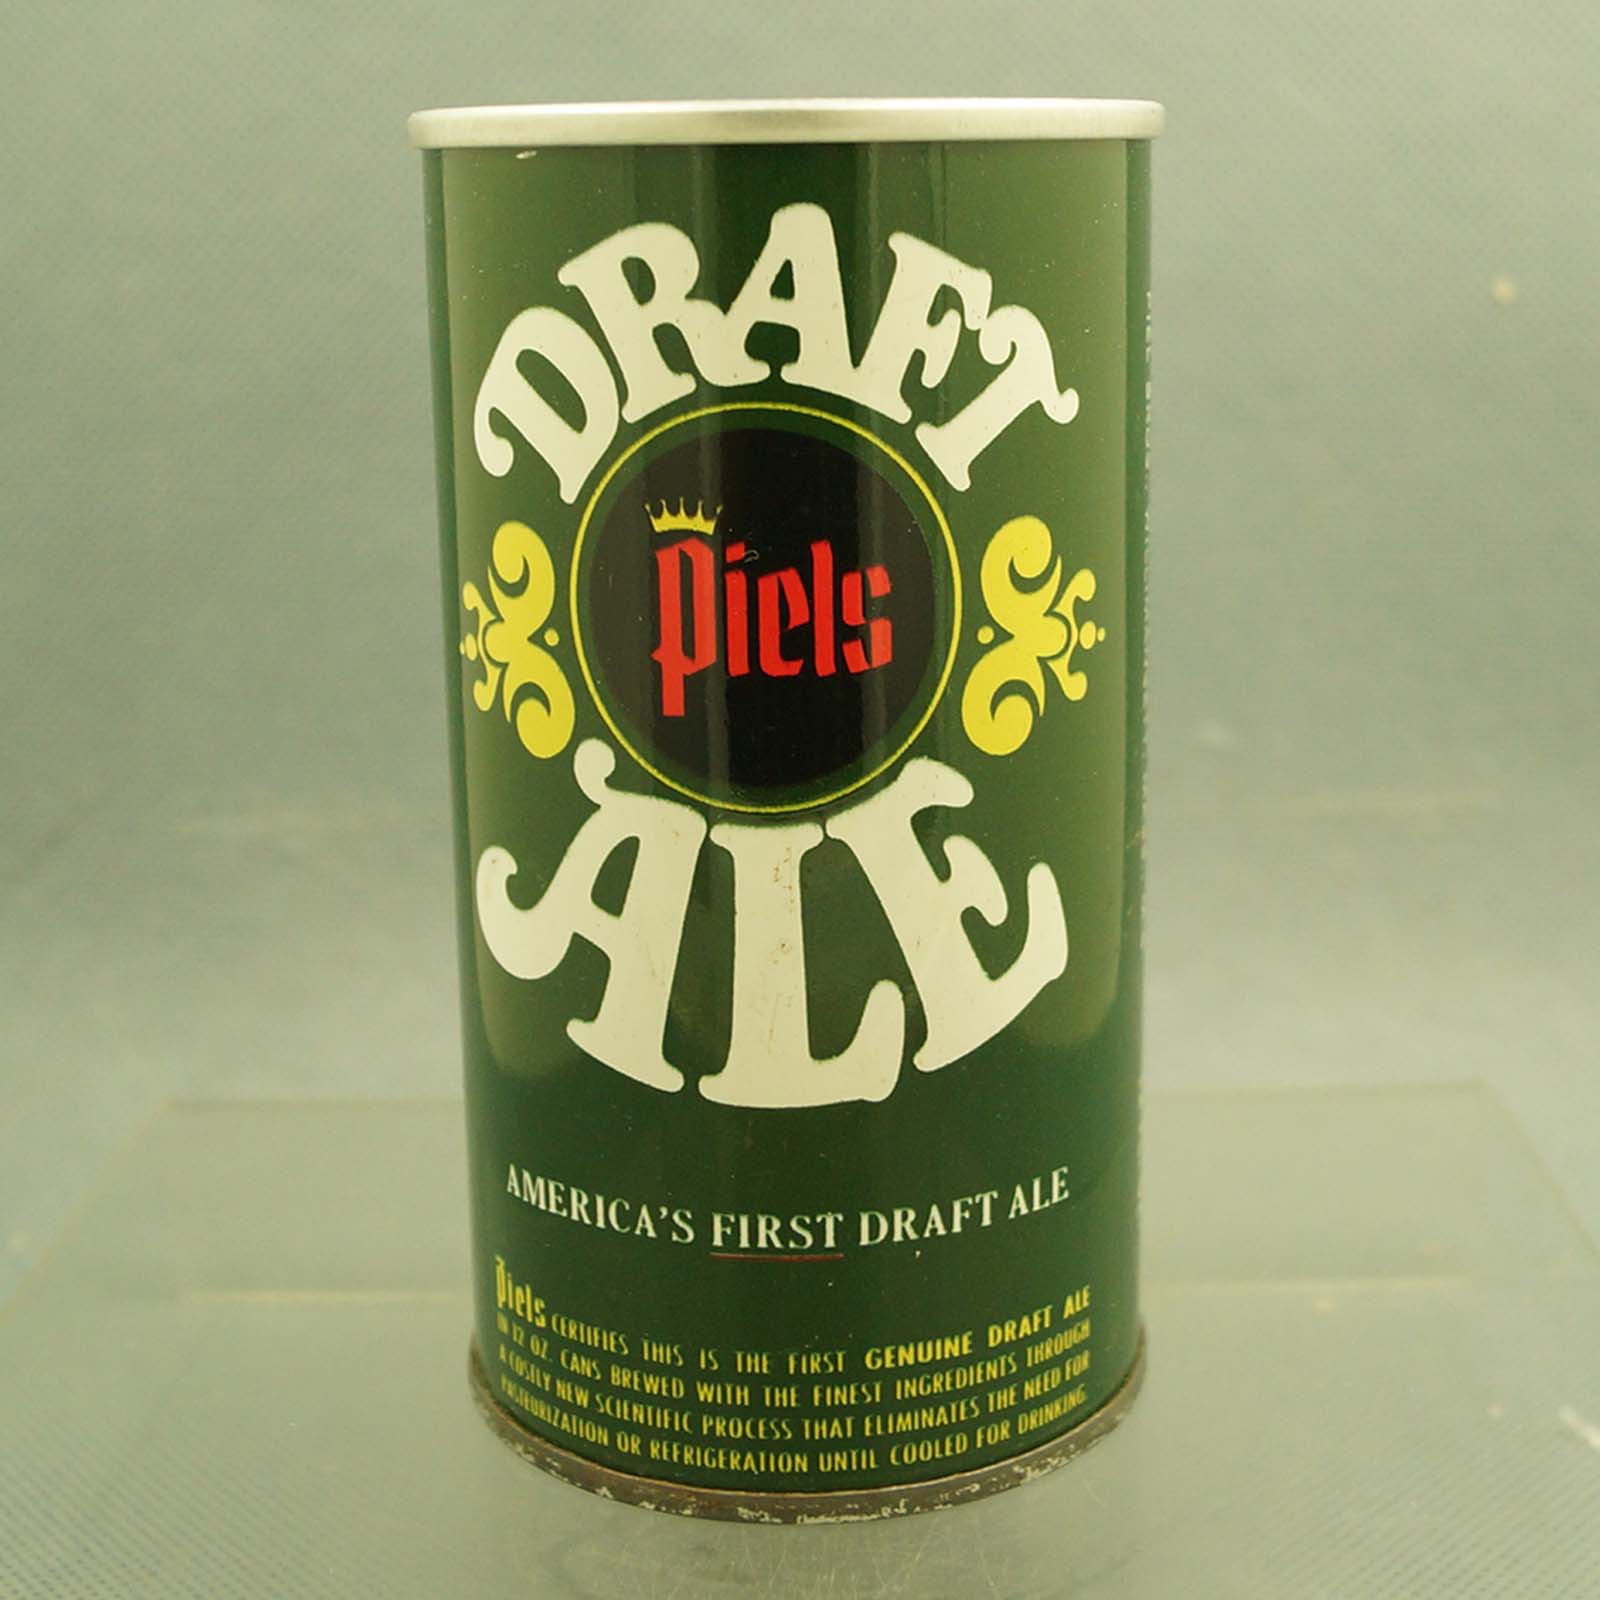 DRAFT
Piels
ALE
AMERICA'S FIRST DRAFT ALE
Piels CERTIFIES THIS IS THE FIRST GENUINE DRAFT ALE
IN 12 OZ. CANS BREWED WITH THE FINEST INGREDIENTS THROUGH
A COSTLY NEW SCIENTIFIC PROCESS THAT ELIMINATES THE NEED FOR
PASTEURIZATION OR REFRIGERATION UNTIL COOLED FOR DRINKING.